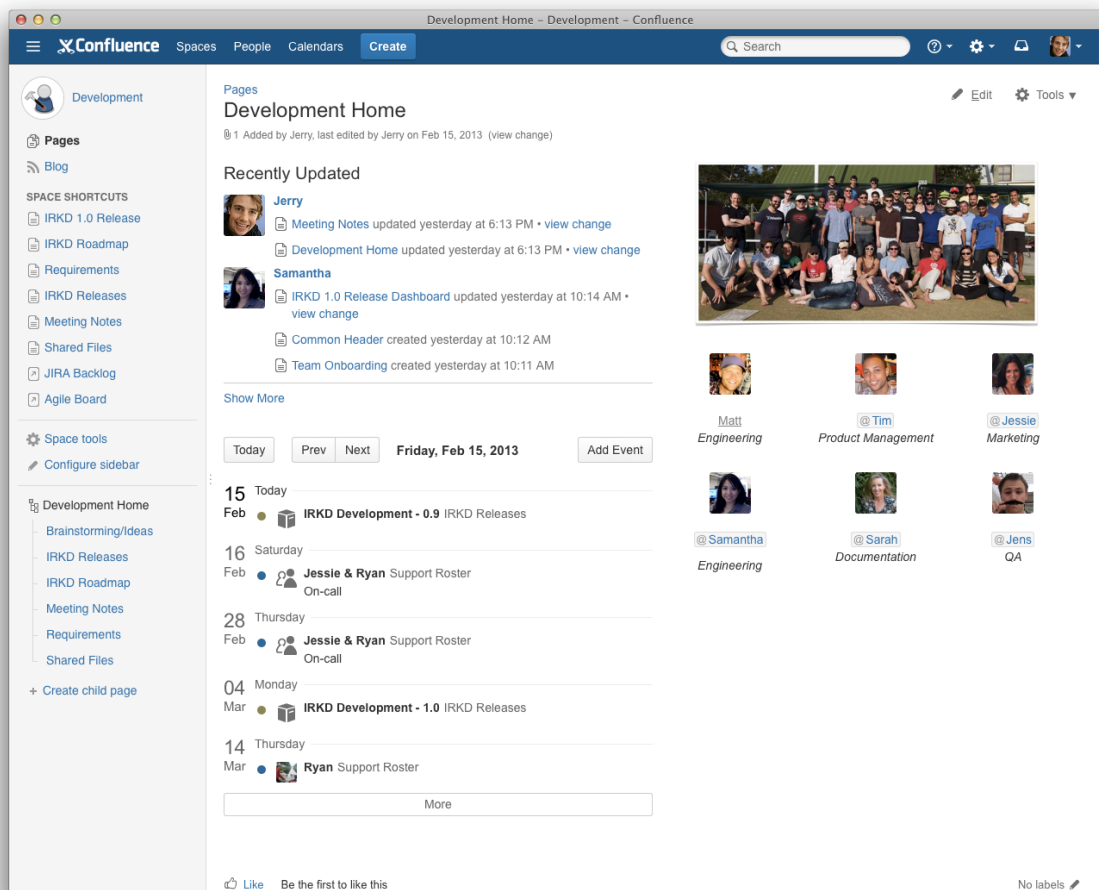 Development Home – Development – Confluence
Confluence Spaces People Calendars Create Search
Development
Pages
Blog
SPACE SHORTCUTS
IRKD 1.0 Release
IRKD Roadmap
Requirements
IRKD Releases
Meeting Notes
Shared Files
JIRA Backlog
Agile Board
Space tools
Configure sidebar
Development Home
Brainstorming/Ideas
IRKD Releases
IRKD Roadmap
Meeting Notes
Requirements
Shared Files
+ Create child page
Pages
Development Home
Edit Tools ▾
1 Added by Jerry, last edited by Jerry on Feb 15, 2013 (view change)
Recently Updated
Jerry
Meeting Notes updated yesterday at 6:13 PM • view change
Development Home updated yesterday at 6:13 PM • view change
Samantha
IRKD 1.0 Release Dashboard updated yesterday at 10:14 AM •
view change
Common Header created yesterday at 10:12 AM
Team Onboarding created yesterday at 10:11 AM
Show More
Today Prev Next Friday, Feb 15, 2013 Add Event
15 Today
Feb IRKD Development - 0.9 IRKD Releases
16 Saturday
Feb Jessie & Ryan Support Roster
On-call
28 Thursday
Feb Jessie & Ryan Support Roster
On-call
04 Monday
Mar IRKD Development - 1.0 IRKD Releases
14 Thursday
Mar Ryan Support Roster
More
Matt @Tim @Jessie
Engineering Product Management Marketing
@Samantha @Sarah @Jens
Engineering Documentation QA
Like Be the first to like this
No labels